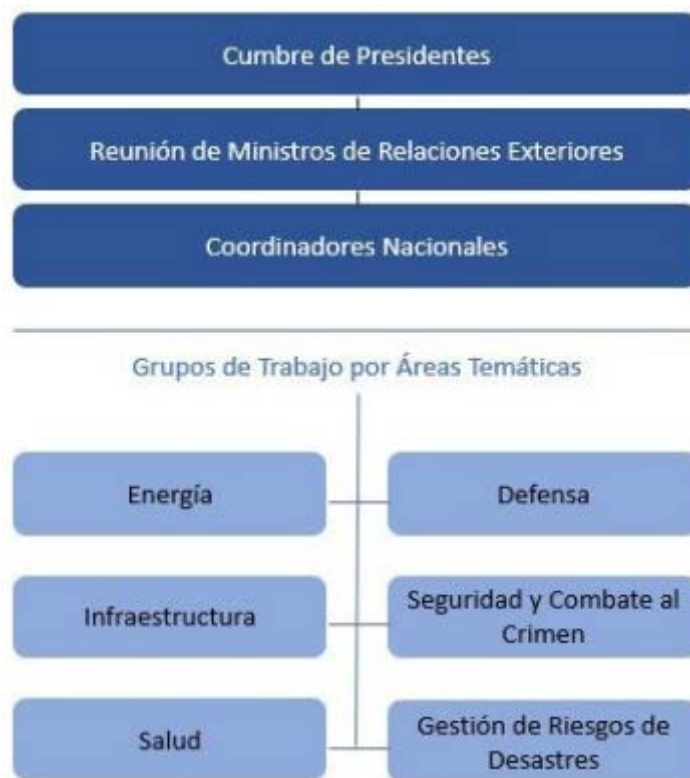 Cumbre de Presidentes
Reunión de Ministros de Relaciones Exteriores
Coordinadores Nacionales
Grupos de Trabajo por Áreas Temáticas
Energía
Defensa
Infraestructura
Seguridad y Combate al
Crimen
Salud
Gestión de Riesgos de
Desastres